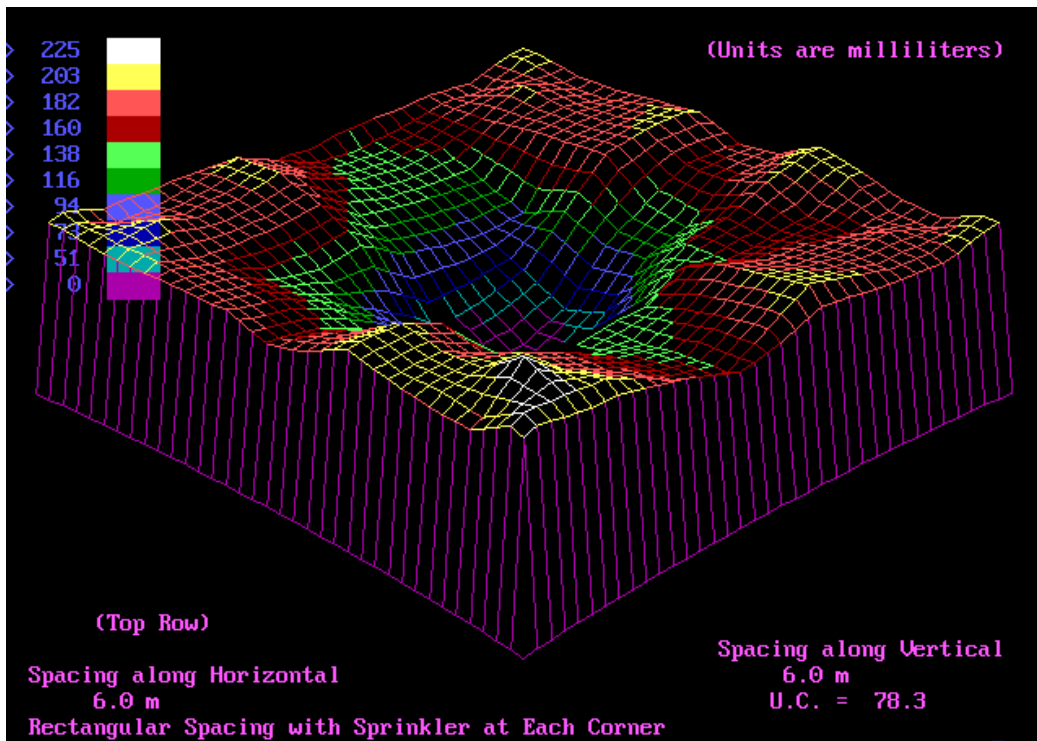 225
(Units are milliliters)
203
182
160
138
116
94
51
0
(Top Row)
Spacing along Horizontal
6.0 m
Spacing along Vertical
6.0 m
U.C. = 78.3
Rectangular Spacing with Sprinkler at Each Corner